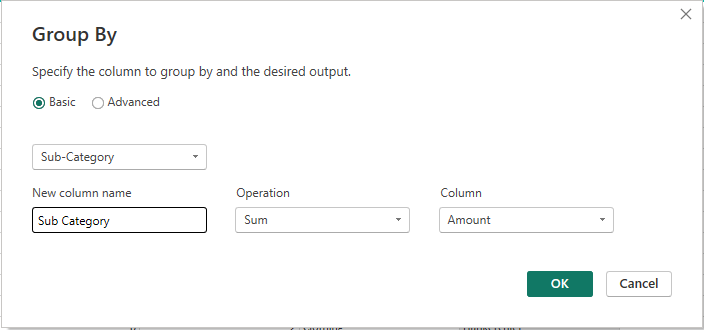 Group By
Specify the column to group by and the desired output.
Basic Advanced
Sub-Category
New column name Operation Column
Sub Category Sum Amount
OK Cancel